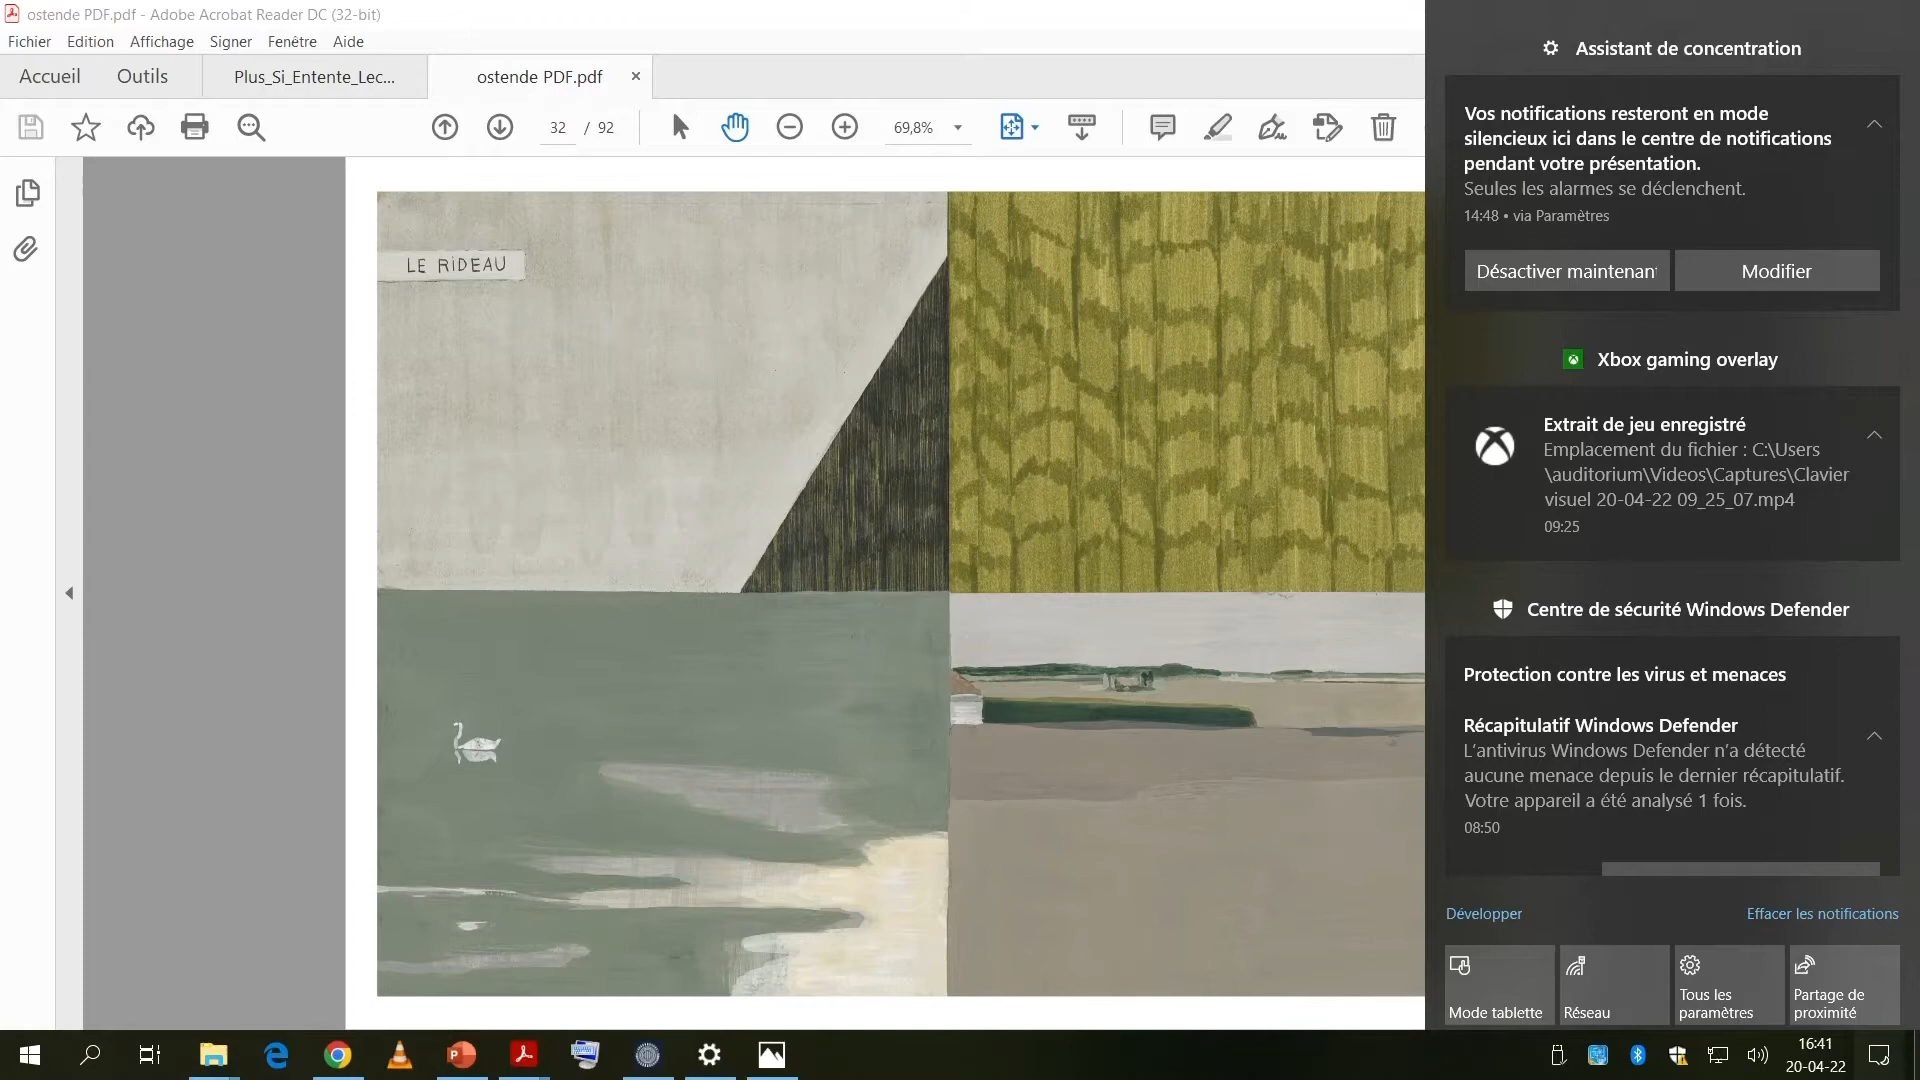 ostende PDF.pdf - Adobe Acrobat Reader DC (32-bit)
Fichier Edition Affichage Signer Fenêtre Aide
Accueil Outils Plus_Si_Entente_Lec... ostende PDF.pdf
32 / 92 69,8%
LE RiDEAU
Assistant de concentration
Vos notifications resteront en mode
silencieux ici dans le centre de notifications
pendant votre présentation.
Seules les alarmes se déclenchent.
14:48 • via Paramètres
Désactiver maintenant Modifier
Xbox gaming overlay
Extrait de jeu enregistré
Emplacement du fichier : C:\Users
\auditorium\Videos\Captures\Clavier
visuel 20-04-22 09_25_07.mp4
09:25
Centre de sécurité Windows Defender
Protection contre les virus et menaces
Récapitulatif Windows Defender
L'antivirus Windows Defender n'a détecté
aucune menace depuis le dernier récapitulatif.
Votre appareil a été analysé 1 fois.
08:50
Développer Effacer les notifications
Mode tablette
Réseau
Tous les
paramètres
Partage de
proximité
16:41
20-04-22